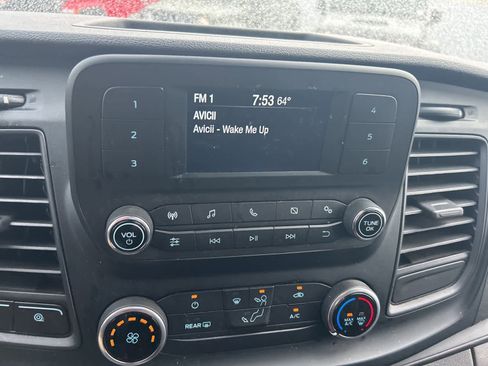 FM 1 7:53 64°
AVICII
Avicii - Wake Me Up
1
2
3
4
5
6
VOL
TUNE
OK
REAR
A/C
MAX
A/C
MAX